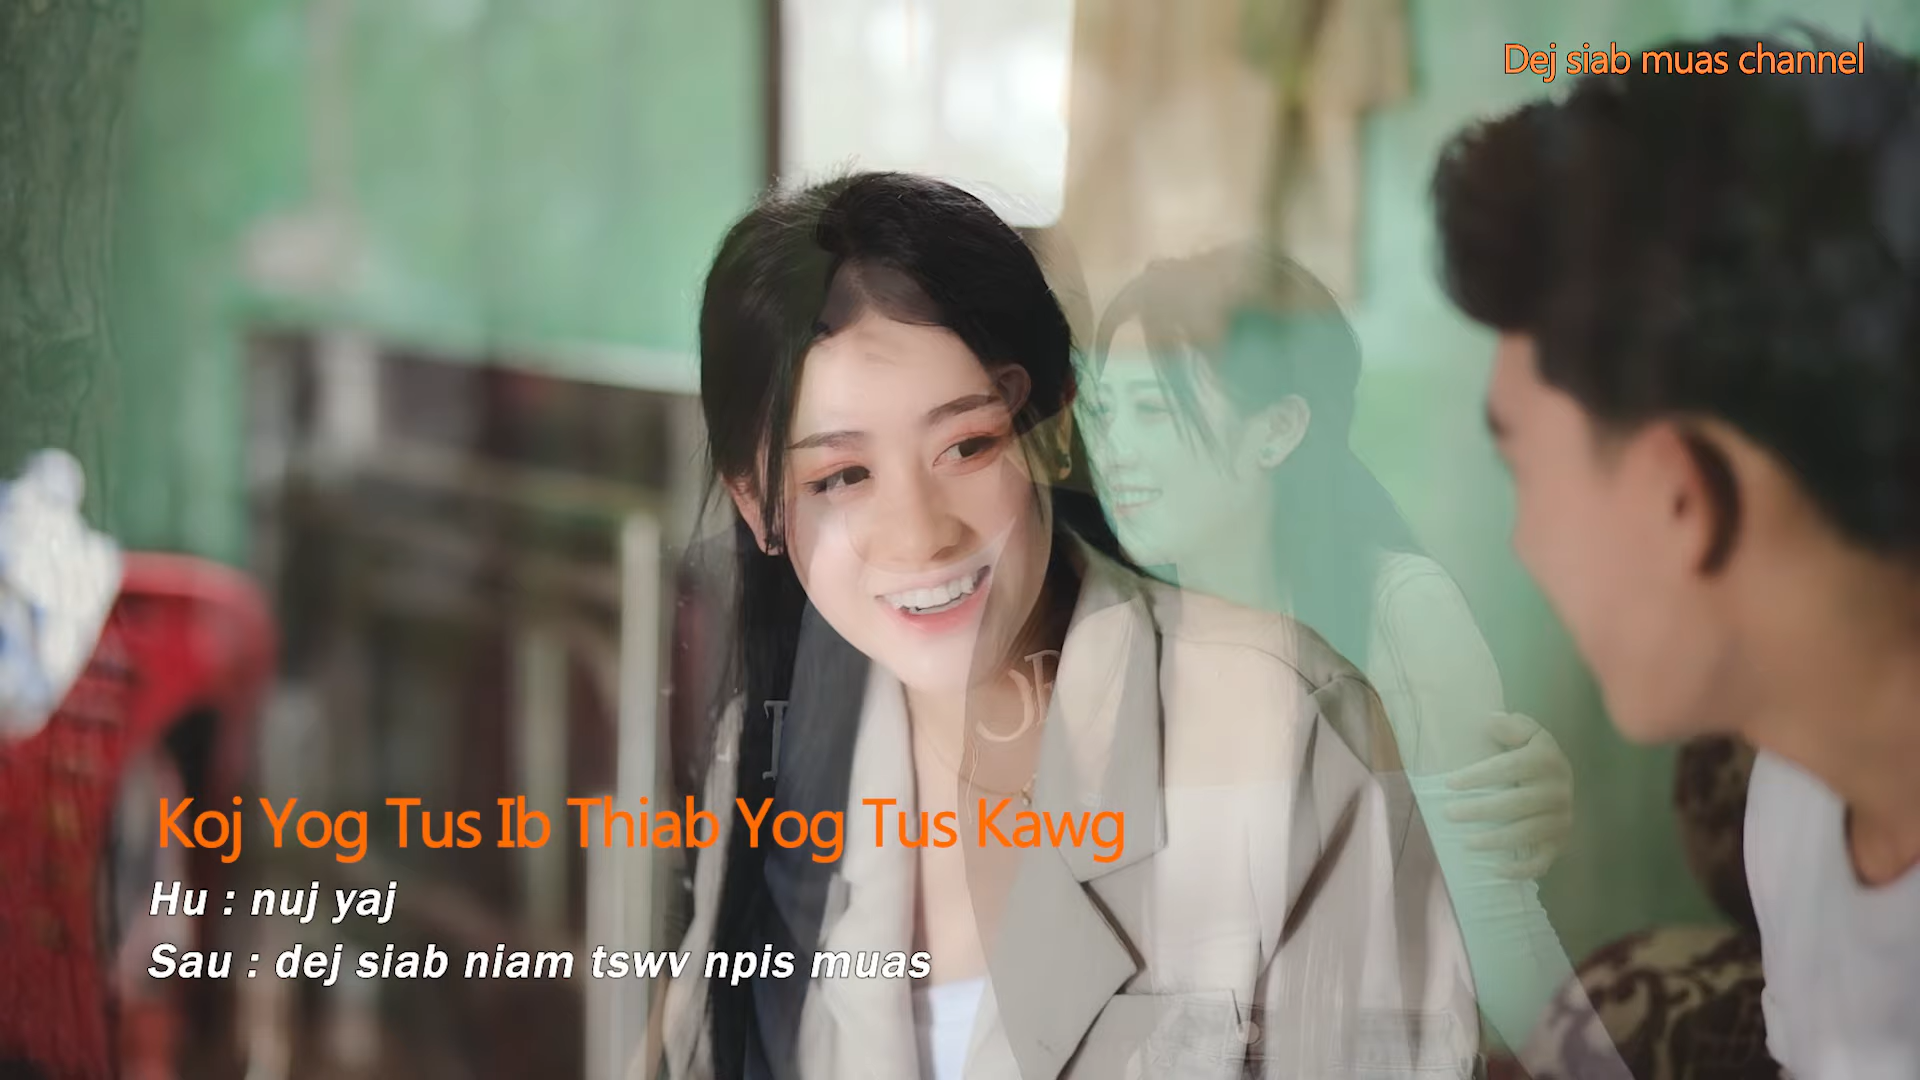 Dej siab muas channel
Koj Yog Tus Ib Thiab Yog Tus Kawg
Hu : nuj yaj
Sau : dej siab niam tswv npis muas